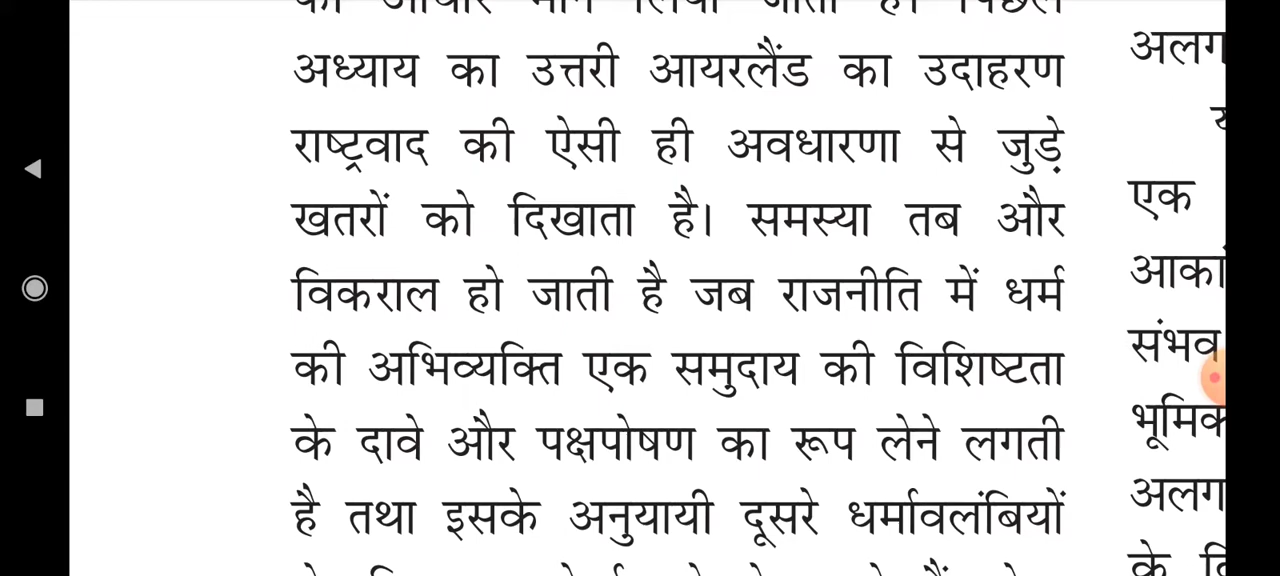 अध्याय का उत्तरी आयरलैंड का उदाहरण
राष्ट्रवाद की ऐसी ही अवधारणा से जुड़े
खतरों को दिखाता है। समस्या तब और
विकराल हो जाती है जब राजनीति में धर्म
की अभिव्यक्ति एक समुदाय की विशिष्टता
के दावे और पक्षपोषण का रूप लेने लगती
है तथा इसके अनुयायी दूसरे धर्मावलंबियों
अलग
एक
संभव
अलग
के